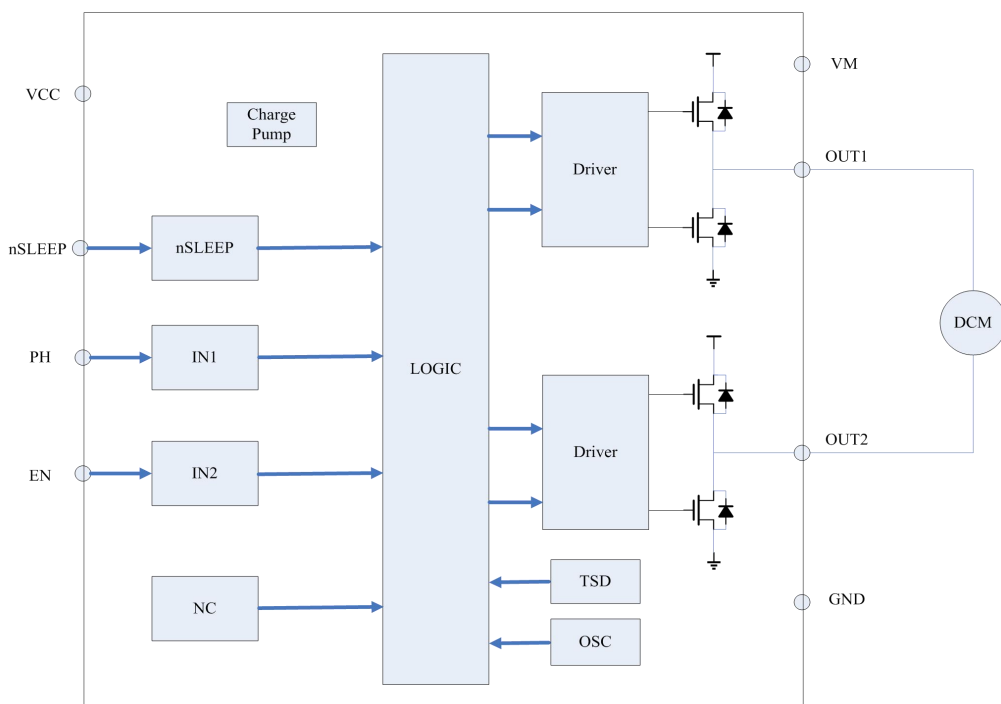 VCC
Charge
Pump
nSLEEP
nSLEEP
PH
IN1
EN
IN2
NC
LOGIC
Driver
Driver
TSD
OSC
VM
OUT1
DCM
OUT2
GND